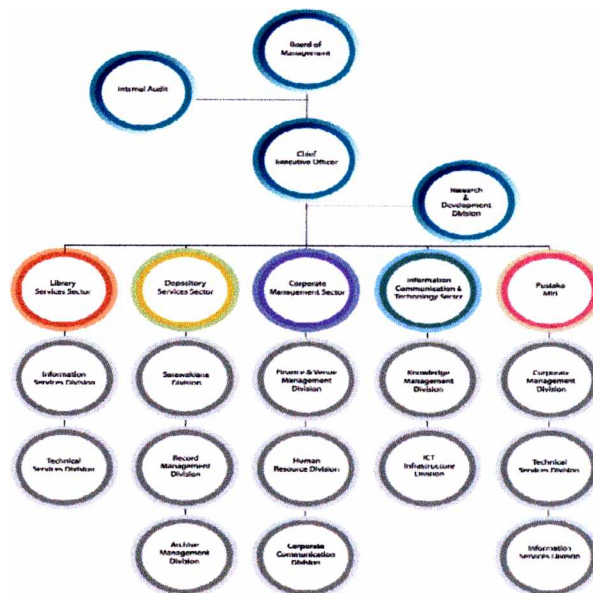 Board of
Management
Internal Audit
Chief
Executive Officer
Research
&
Development
Division
Library
Services Sector
Depository
Services Sector
Corporate
Management Sector
Information
Communication &
Technology Sector
Pustaka
Miri
Information
Services Division
Sarawakiana
Division
Finance & Venue
Management
Division
Knowledge
Management
Division
Corporate
Management
Division
Technical
Services Division
Record
Management
Division
Human
Resource Division
ICT
Infrastructure
Division
Technical
Services Division
Archive
Management
Division
Corporate
Communication
Division
Information
Services Division